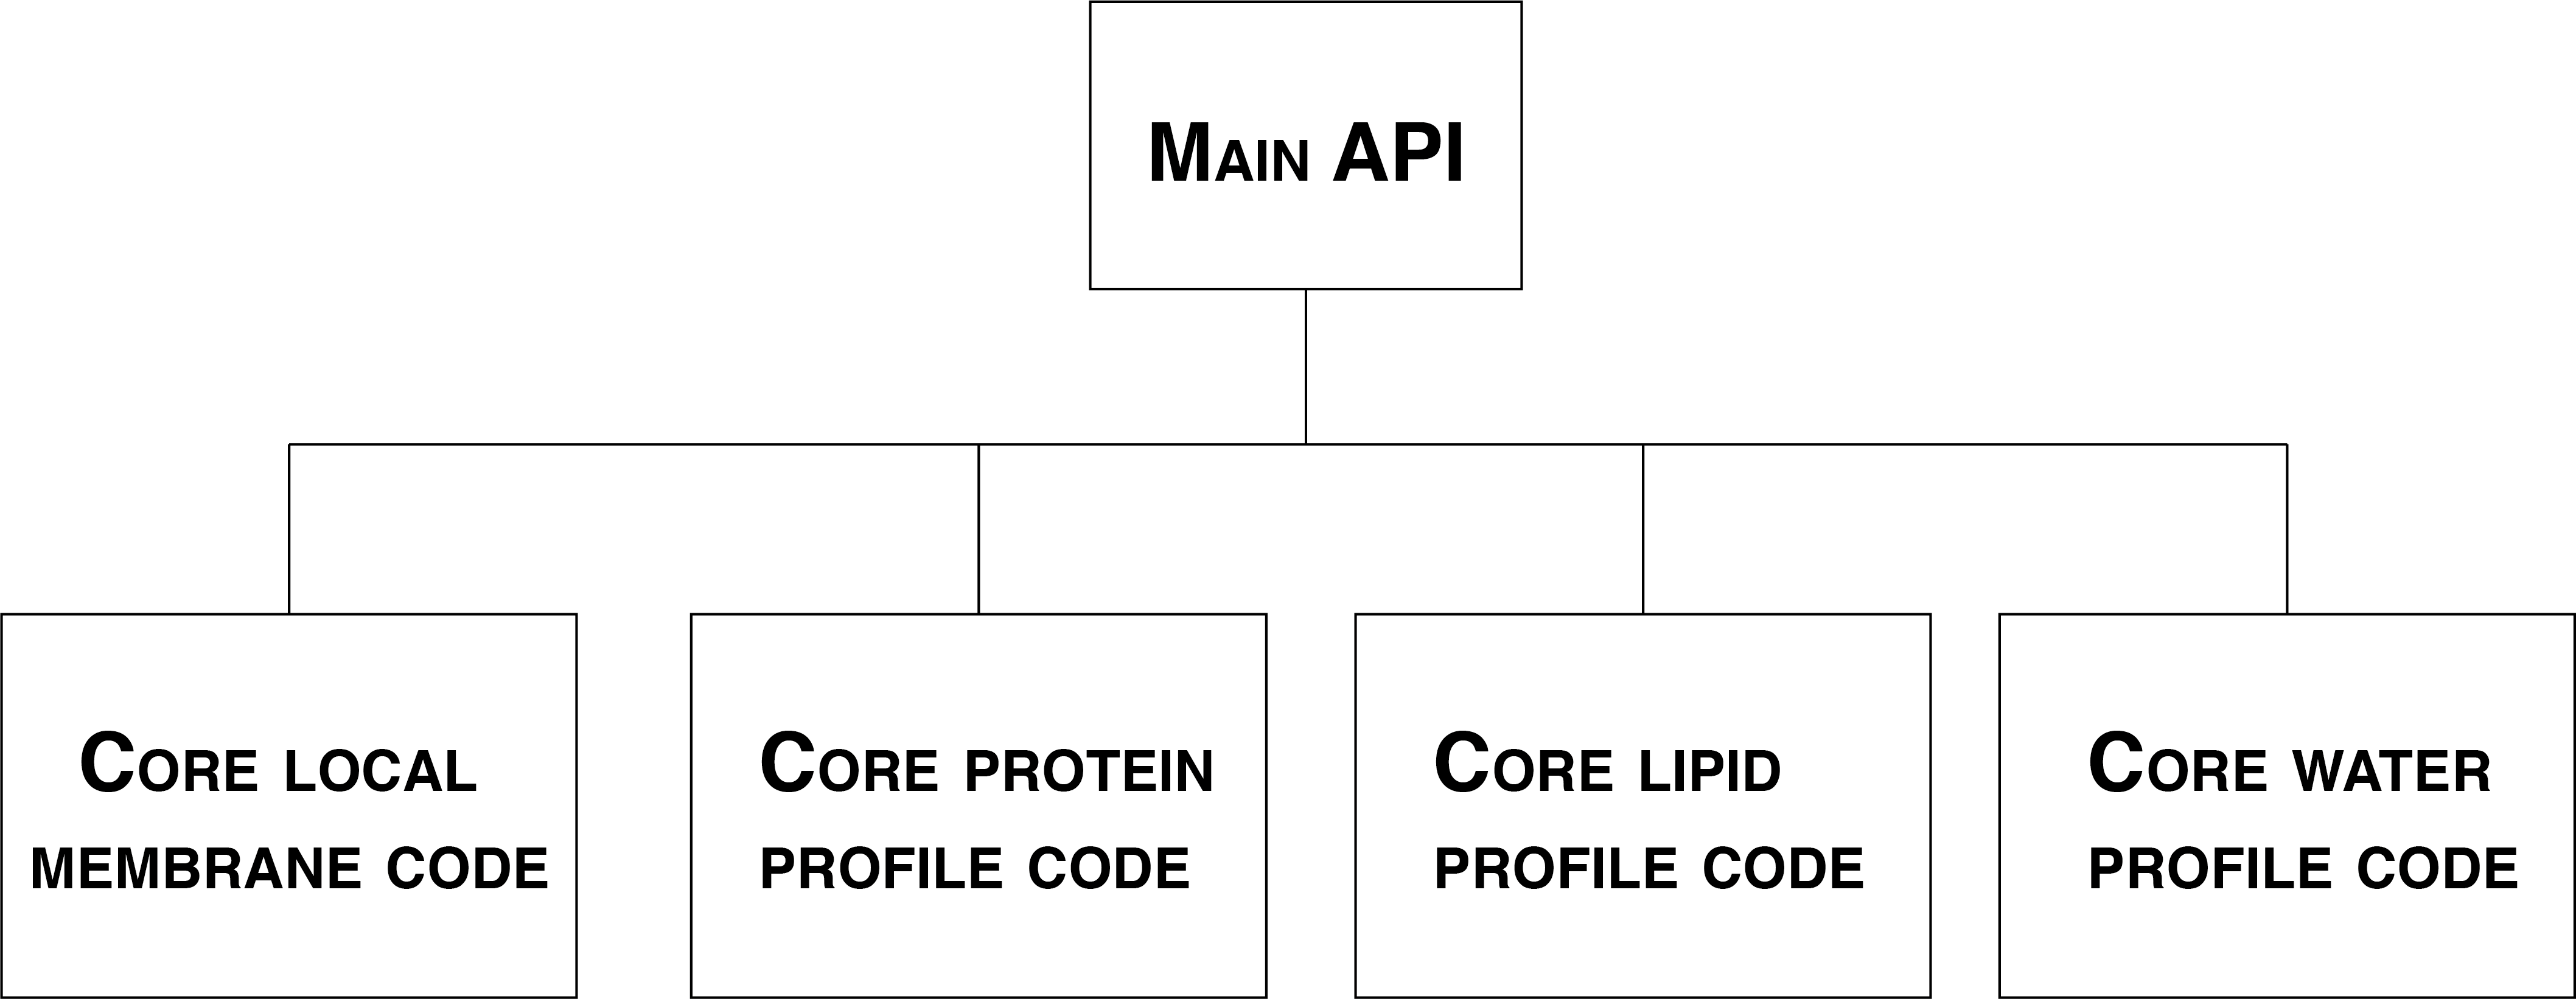 Main API
Core local
membrane code
Core protein
profile code
Core lipid
profile code
Core water
profile code